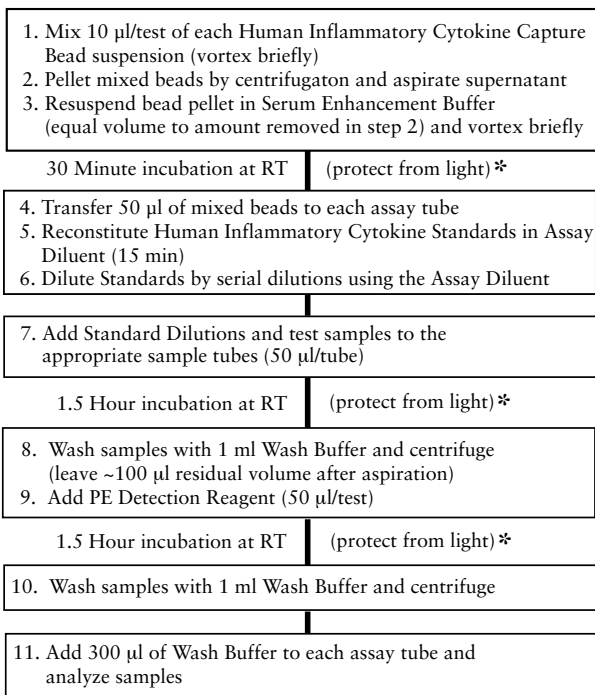 1. Mix 10 µl/test of each Human Inflammatory Cytokine Capture
Bead suspension (vortex briefly)
2. Pellet mixed beads by centrifugaton and aspirate supernatant
3. Resuspend bead pellet in Serum Enhancement Buffer
(equal volume to amount removed in step 2) and vortex briefly
30 Minute incubation at RT (protect from light)*
4. Transfer 50 µl of mixed beads to each assay tube
5. Reconstitute Human Inflammatory Cytokine Standards in Assay
Diluent (15 min)
6. Dilute Standards by serial dilutions using the Assay Diluent
7. Add Standard Dilutions and test samples to the
appropriate sample tubes (50 µl/tube)
1.5 Hour incubation at RT (protect from light)*
8. Wash samples with 1 ml Wash Buffer and centrifuge
(leave ~100 µl residual volume after aspiration)
9. Add PE Detection Reagent (50 µl/test)
1.5 Hour incubation at RT (protect from light)*
10. Wash samples with 1 ml Wash Buffer and centrifuge
11. Add 300 µl of Wash Buffer to each assay tube and
analyze samples